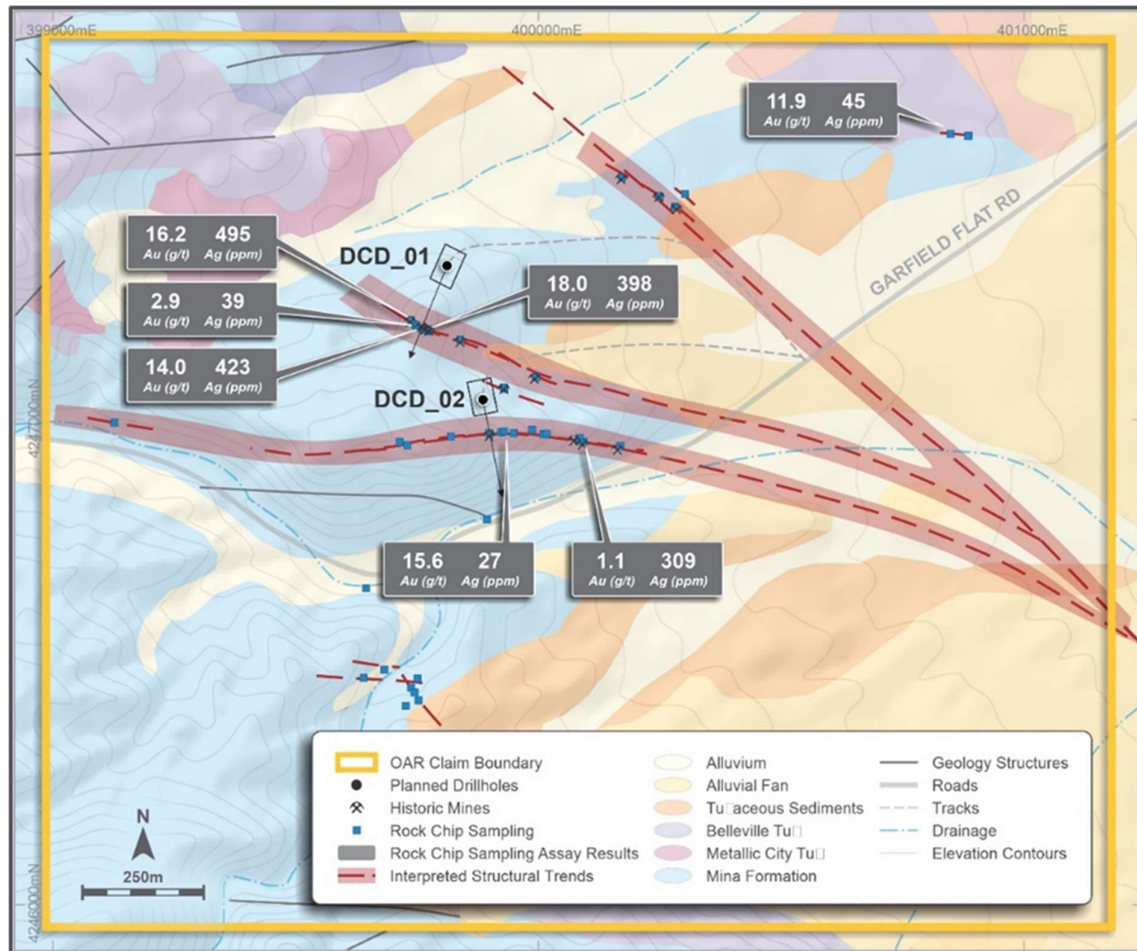 399000mE
400000mE
401000mE
11.9 45
Au (g/t) Ag (ppm)
GARFIELD FLAT RD
16.2 495
Au (g/t) Ag (ppm)
DCD_01
18.0 398
Au (g/t) Ag (ppm)
2.9 39
Au (g/t) Ag (ppm)
14.0 423
Au (g/t) Ag (ppm)
DCD_02
4247000mN
15.6 27
Au (g/t) Ag (ppm)
1.1 309
Au (g/t) Ag (ppm)
OAR Claim Boundary
Planned Drillholes
Historic Mines
Rock Chip Sampling
Rock Chip Sampling Assay Results
Interpreted Structural Trends
Alluvium
Alluvial Fan
Tu□aceous Sediments
Belleville Tu□
Metallic City Tu□
Mina Formation
Geology Structures
Roads
Tracks
Drainage
Elevation Contours
N
250m
4246000mN